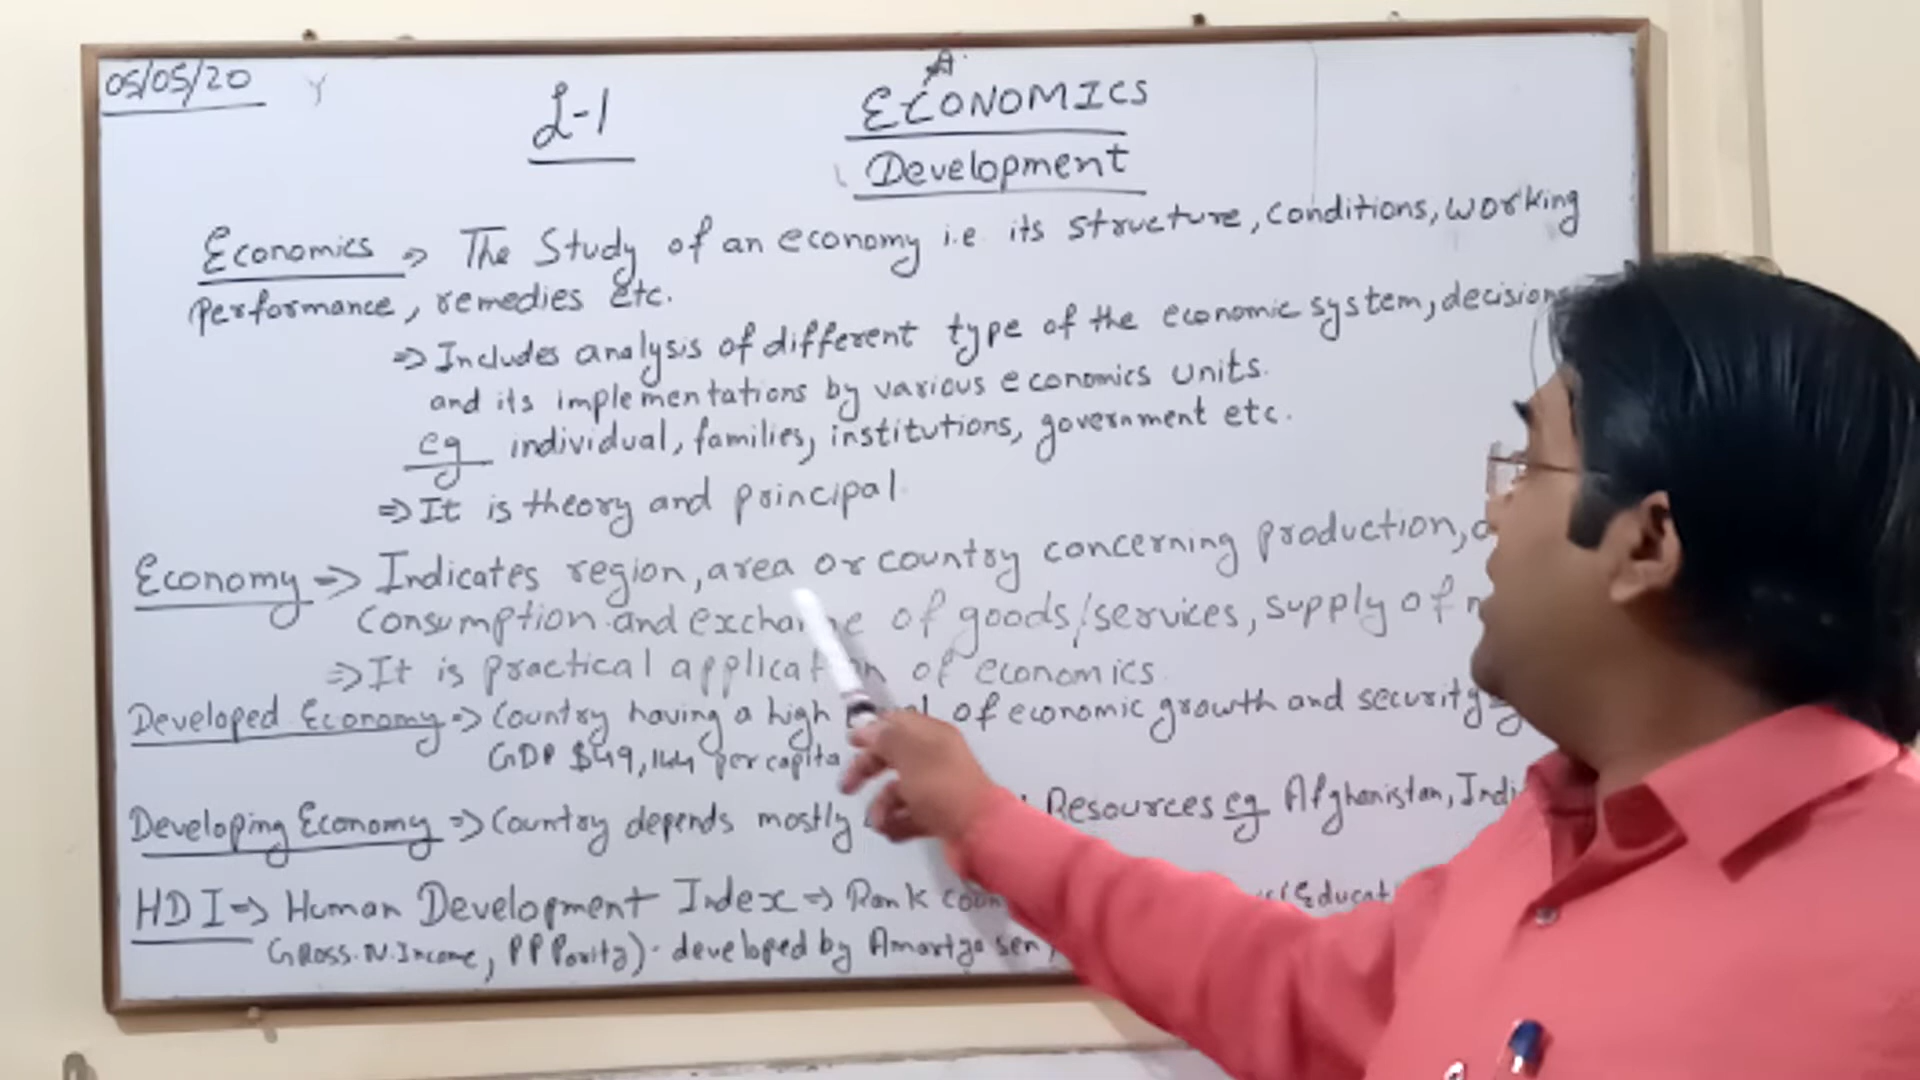 05/05/20
L-1
ECONOMICS
Development
Economics => The Study of an economy i.e its structure, conditions, working
performance, remedies etc.
=> Includes analysis of different type of the economic system, decisions
and its implementations by various economics units.
eg individual, families, institutions, government etc.
=> It is theory and principal
Economy => Indicates region, area or country concerning production,
consumption and exchange of goods/services, supply of
=> It is practical application of economics
Developed Economy => Country having a high of economic growth and security
GDP $49,144 per capita
Developing Economy => Country depends mostly Resources eg Afghanistan,
HDI => Human Development Index => Rank
Gross.N.Income, PPParity) - developed by Amartya sen